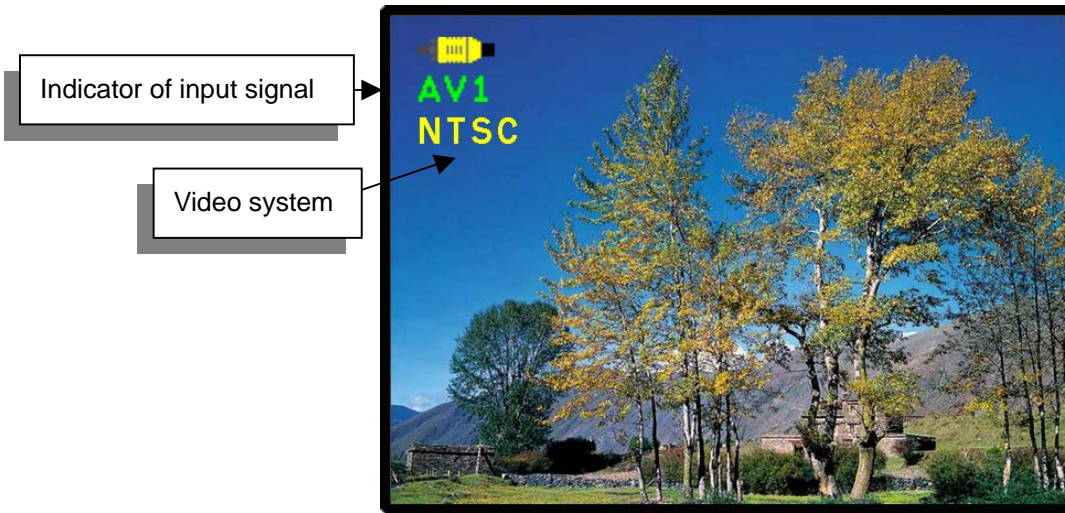 Indicator of input signal
AV1
NTSC
Video system